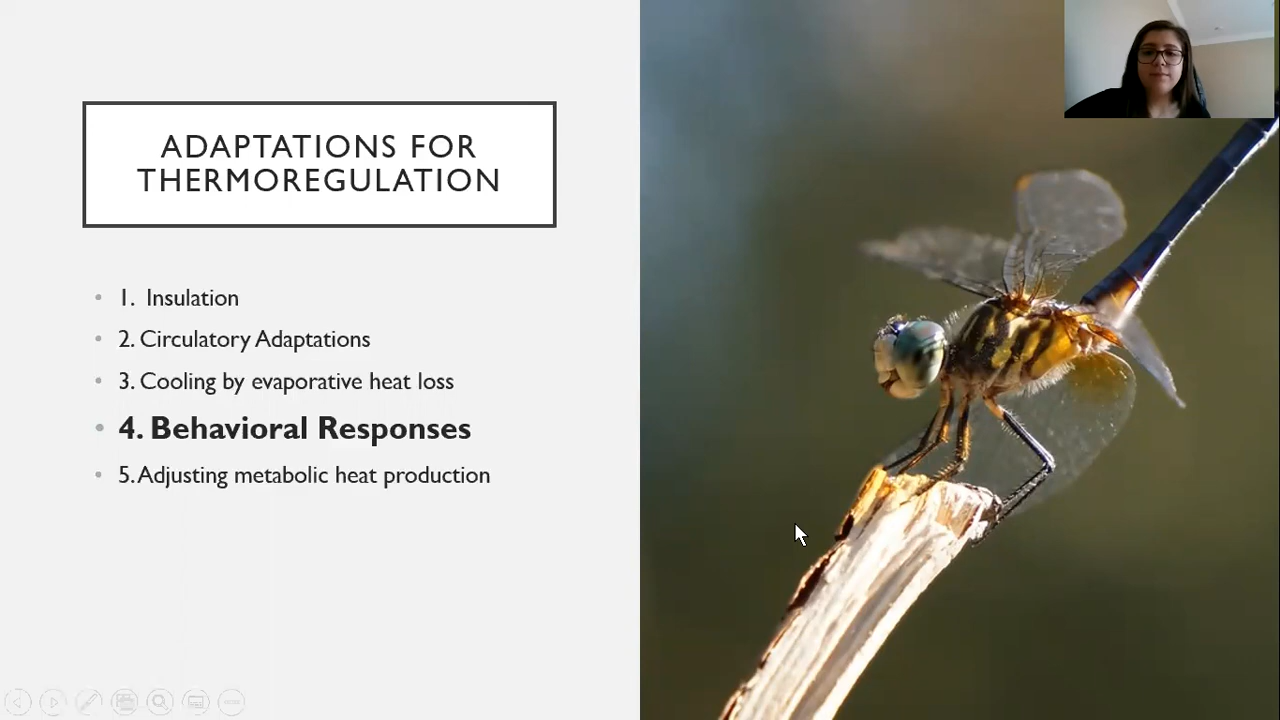 ADAPTATIONS FOR
THERMOREGULATION
1. Insulation
2. Circulatory Adaptations
3. Cooling by evaporative heat loss
4. Behavioral Responses
5. Adjusting metabolic heat production